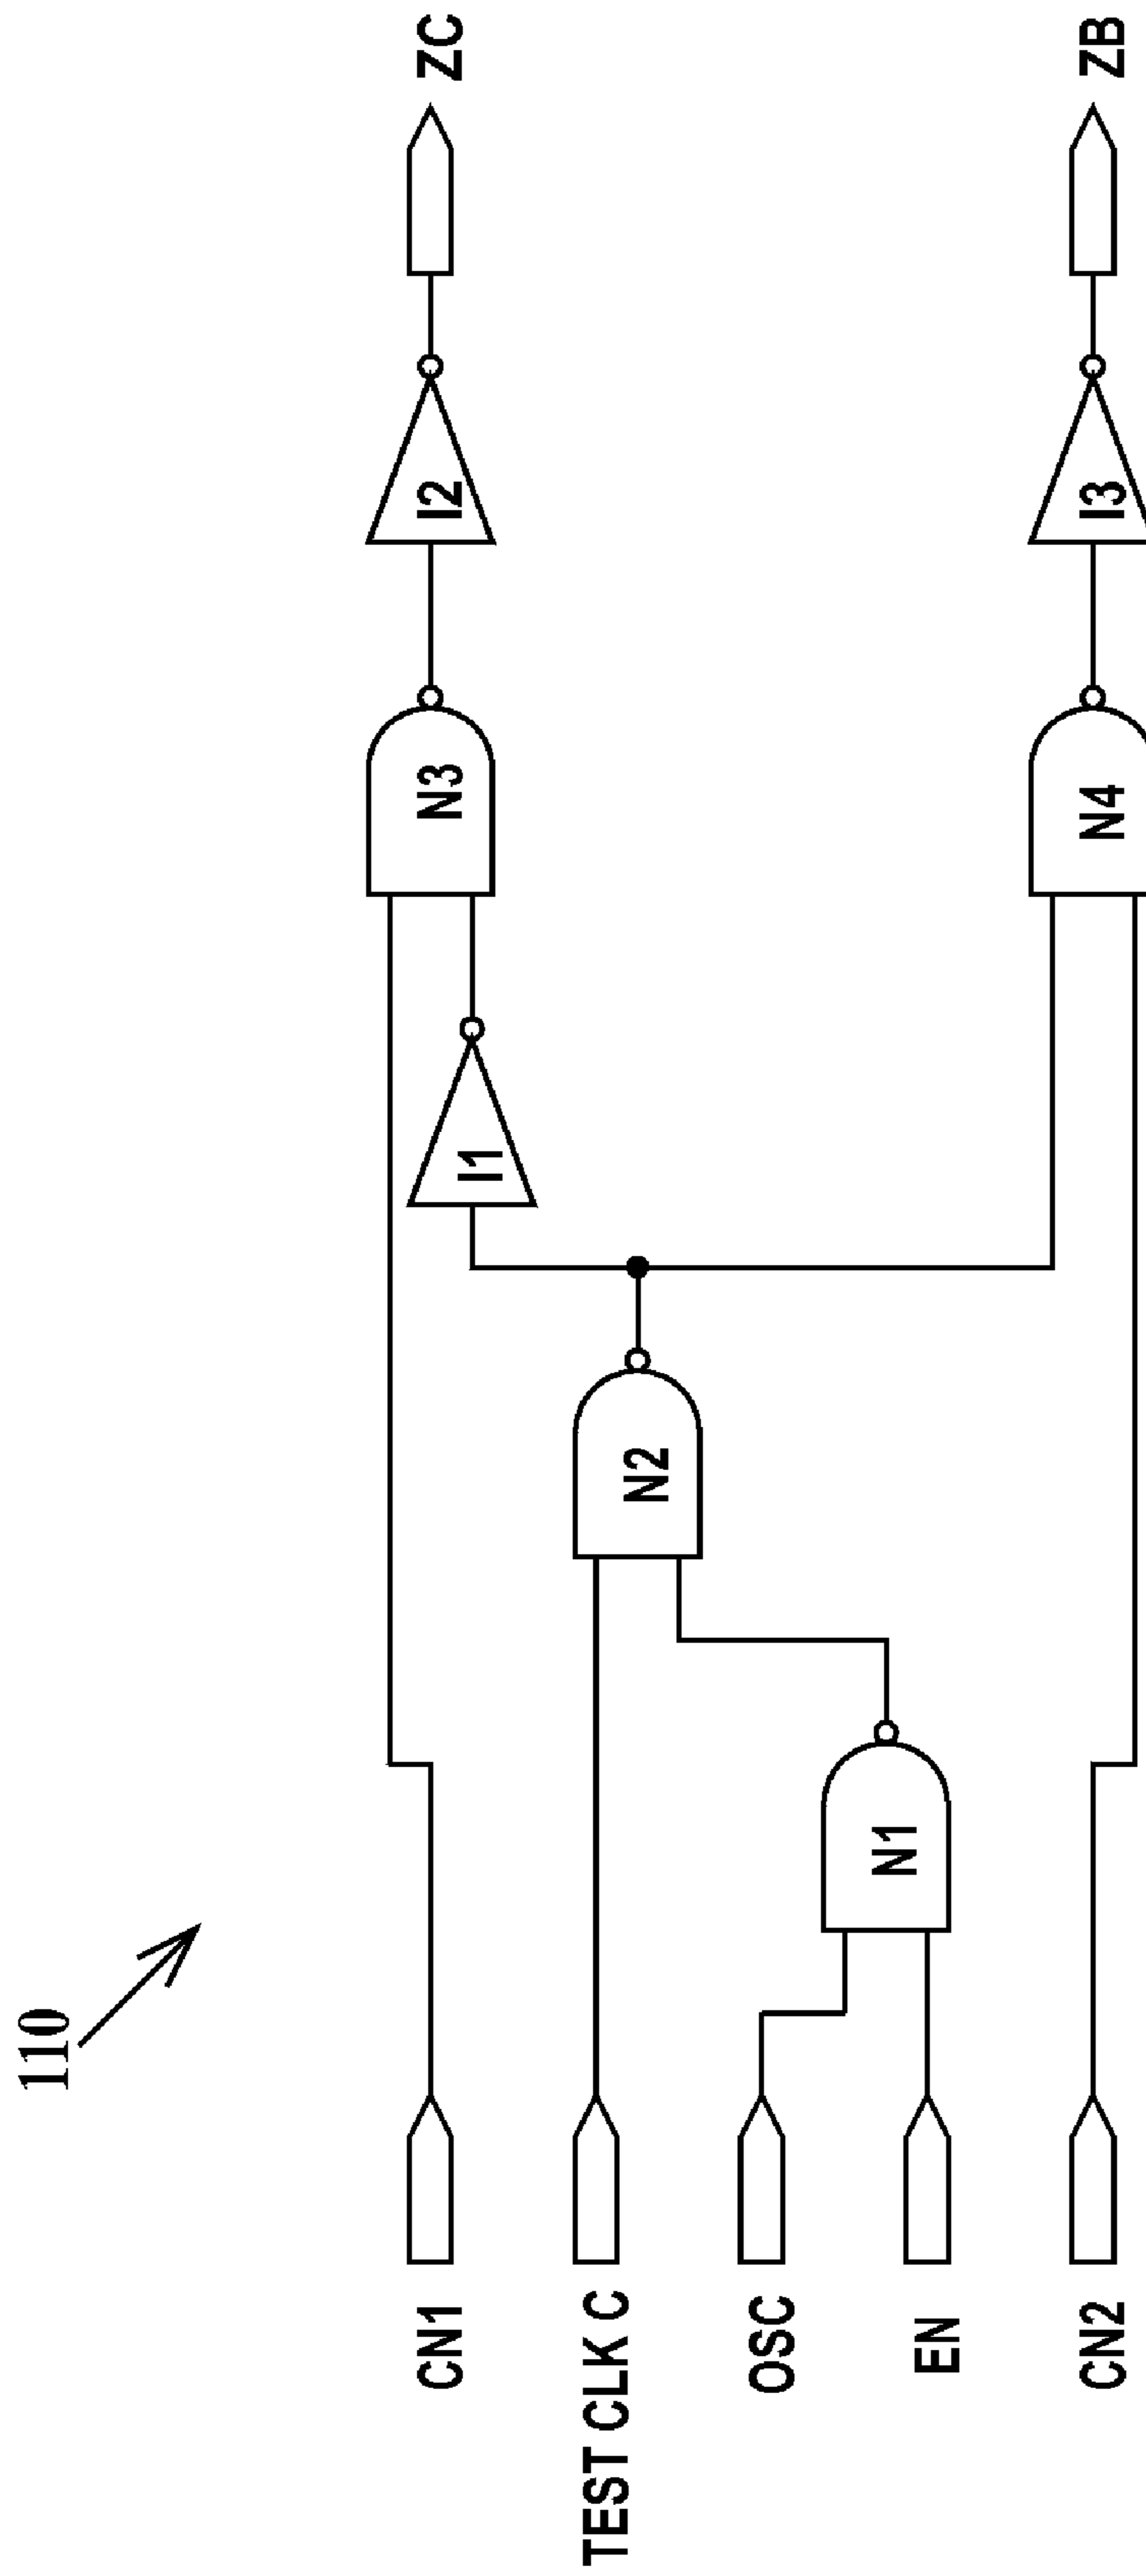 110
CN1
TEST CLK C
OSC
EN
CN2
N1
N2
I1
N3
N4
I2
I3
ZC
ZB